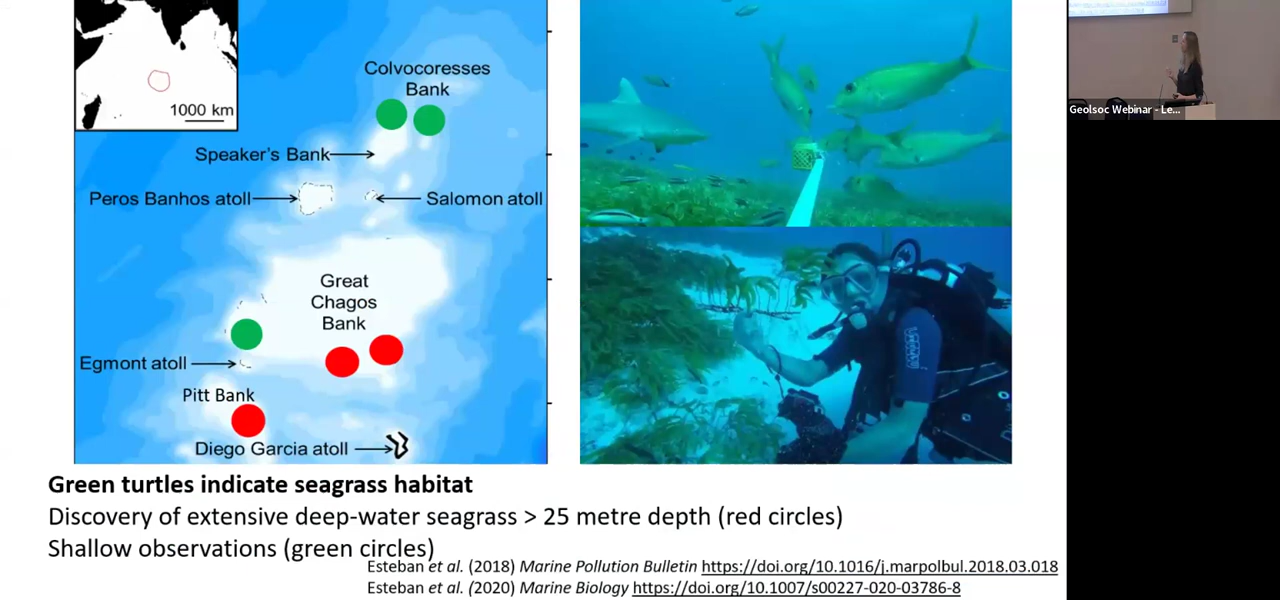 1000 km
Colvocoresses
Bank
Speaker's Bank
Peros Banhos atoll
Salomon atoll
Great
Chagos
Bank
Egmont atoll
Pitt Bank
Diego Garcia atoll
Green turtles indicate seagrass habitat
Discovery of extensive deep-water seagrass > 25 metre depth (red circles)
Shallow observations (green circles)
Esteban et al. (2018) Marine Pollution Bulletin https://doi.org/10.1016/j.marpolbul.2018.03.018
Esteban et al. (2020) Marine Biology https://doi.org/10.1007/s00227-020-03786-8
Geolsoc Webinar - Le...